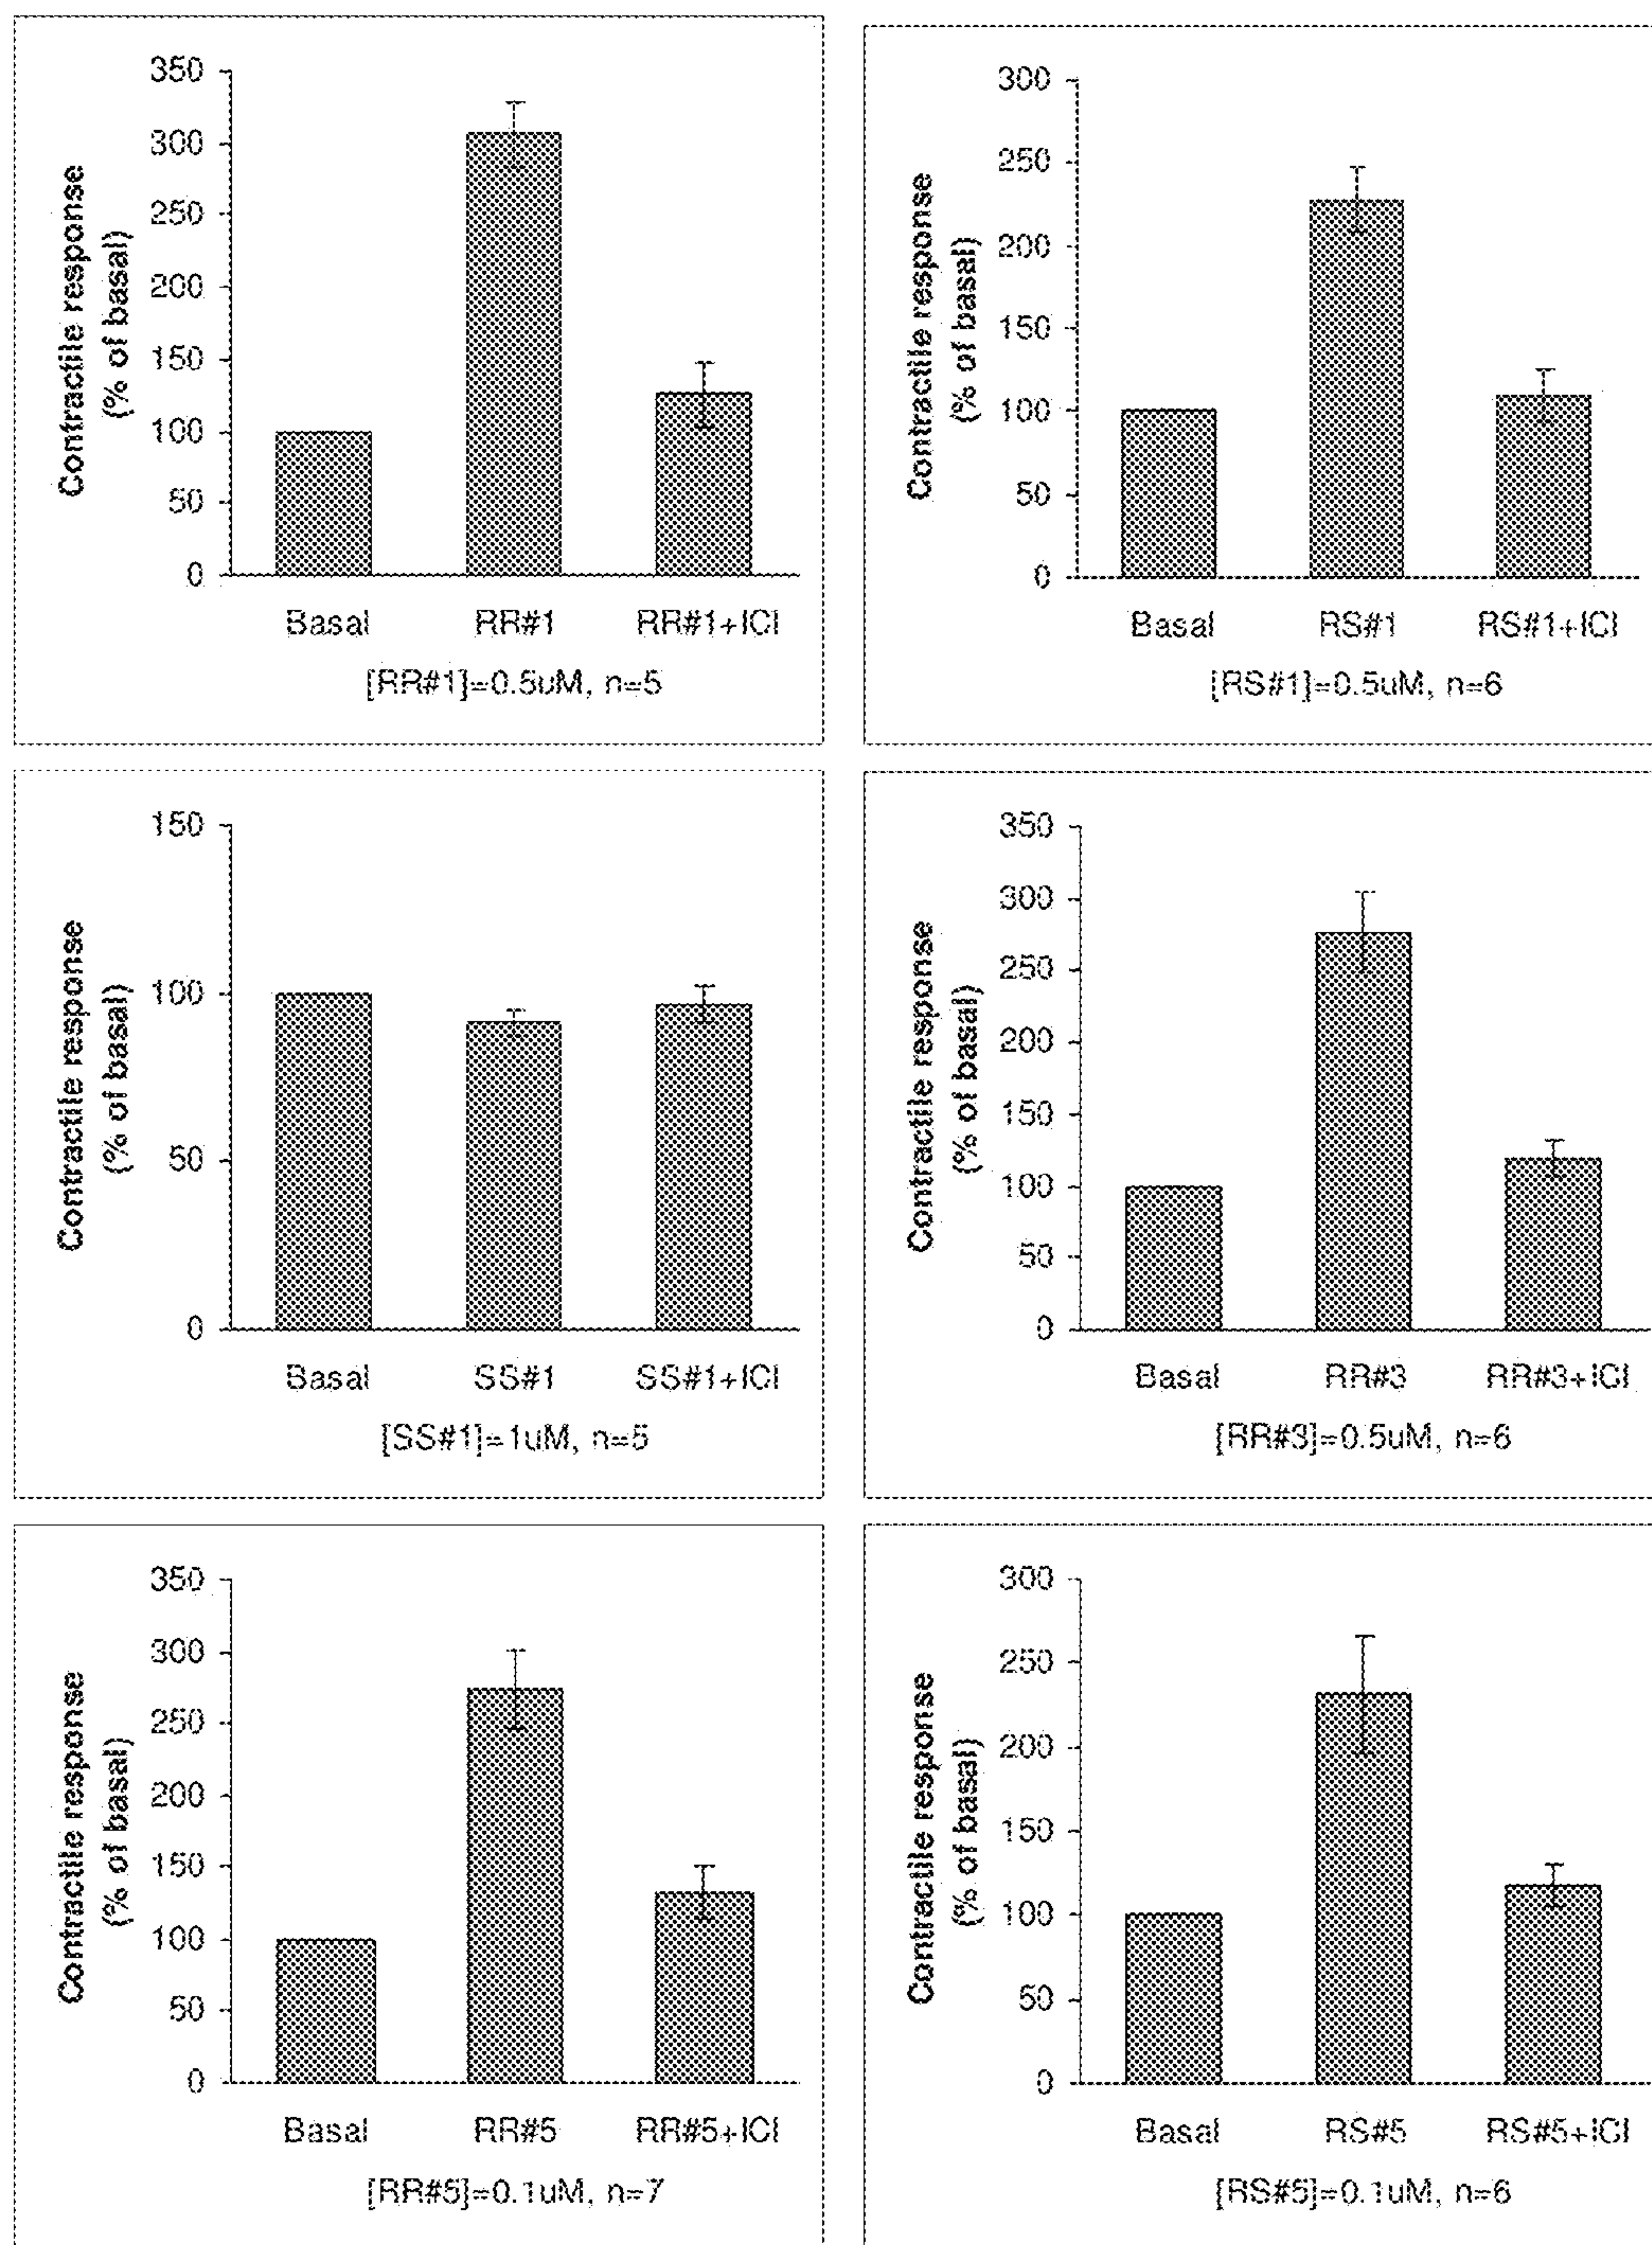 350
300
250
200
150
100
50
0
Contractile response
(% of basal)
Basal RR#1 RR#1+ICI
[RR#1]=0.5uM, n=5
300
250
200
150
100
50
0
Contractile response
(% of basal)
Basal RS#1 RS#1+ICI
[RS#1]=0.5uM, n=6
150
100
50
0
Contractile response
(% of basal)
Basal SS#1 SS#1+ICI
[SS#1]=1uM, n=5
350
300
250
200
150
100
50
0
Contractile response
(% of basal)
Basal RR#3 RR#3+ICI
[RR#3]=0.5uM, n=6
350
300
250
200
150
100
50
0
Contractile response
(% of basal)
Basal RR#5 RR#5+ICI
[RR#5]=0.1uM, n=7
300
250
200
150
100
50
0
Contractile response
(% of basal)
Basal RS#5 RS#5+ICI
[RS#5]=0.1uM, n=6